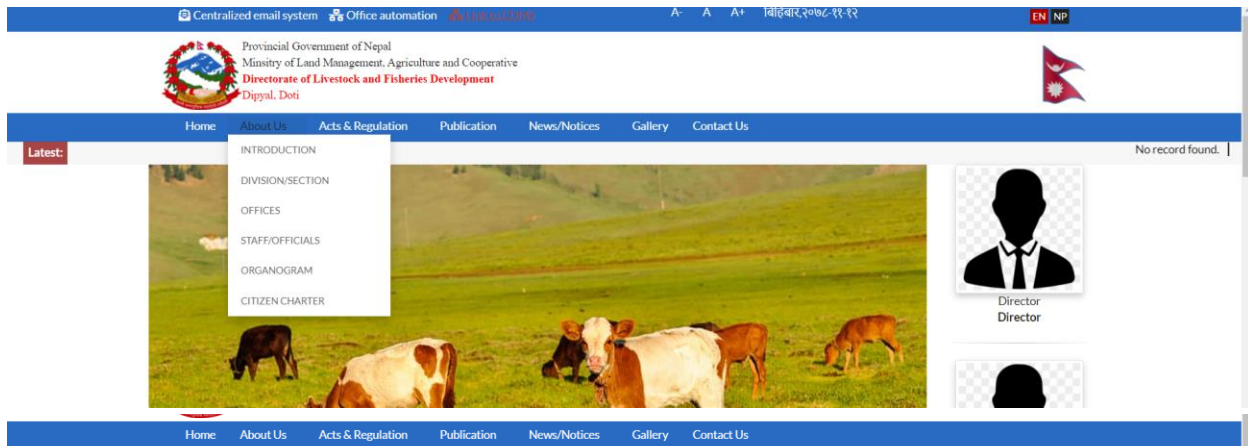 Centralized email system Office automation
A- A A+ बिहिबार,२०७८-११-१२
EN NP
Provincial Government of Nepal
Minsitry of Land Management, Agriculture and Cooperative
Directorate of Livestock and Fisheries Development
Dipyal, Doti
Home About Us Acts & Regulation Publication News/Notices Gallery Contact Us
Latest: No record found.
INTRODUCTION
DIVISION/SECTION
OFFICES
STAFF/OFFICIALS
ORGANOGRAM
CITIZEN CHARTER
Director
Director
Home About Us Acts & Regulation Publication News/Notices Gallery Contact Us